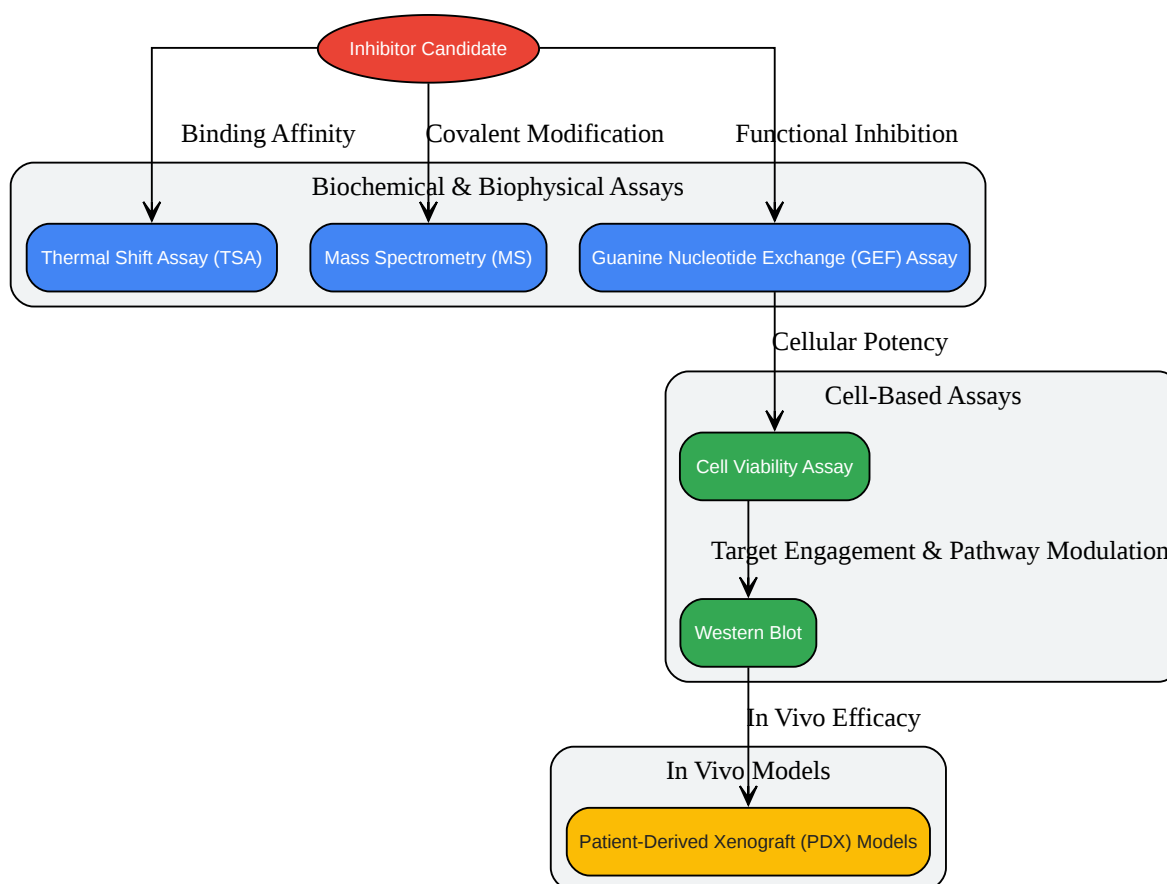 Inhibitor Candidate
Binding Affinity
Covalent Modification
Functional Inhibition
Biochemical & Biophysical Assays
Thermal Shift Assay (TSA)
Mass Spectrometry (MS)
Guanine Nucleotide Exchange (GEF) Assay
Cellular Potency
Cell-Based Assays
Cell Viability Assay
Target Engagement & Pathway Modulation
Western Blot
In Vivo Efficacy
In Vivo Models
Patient-Derived Xenograft (PDX) Models